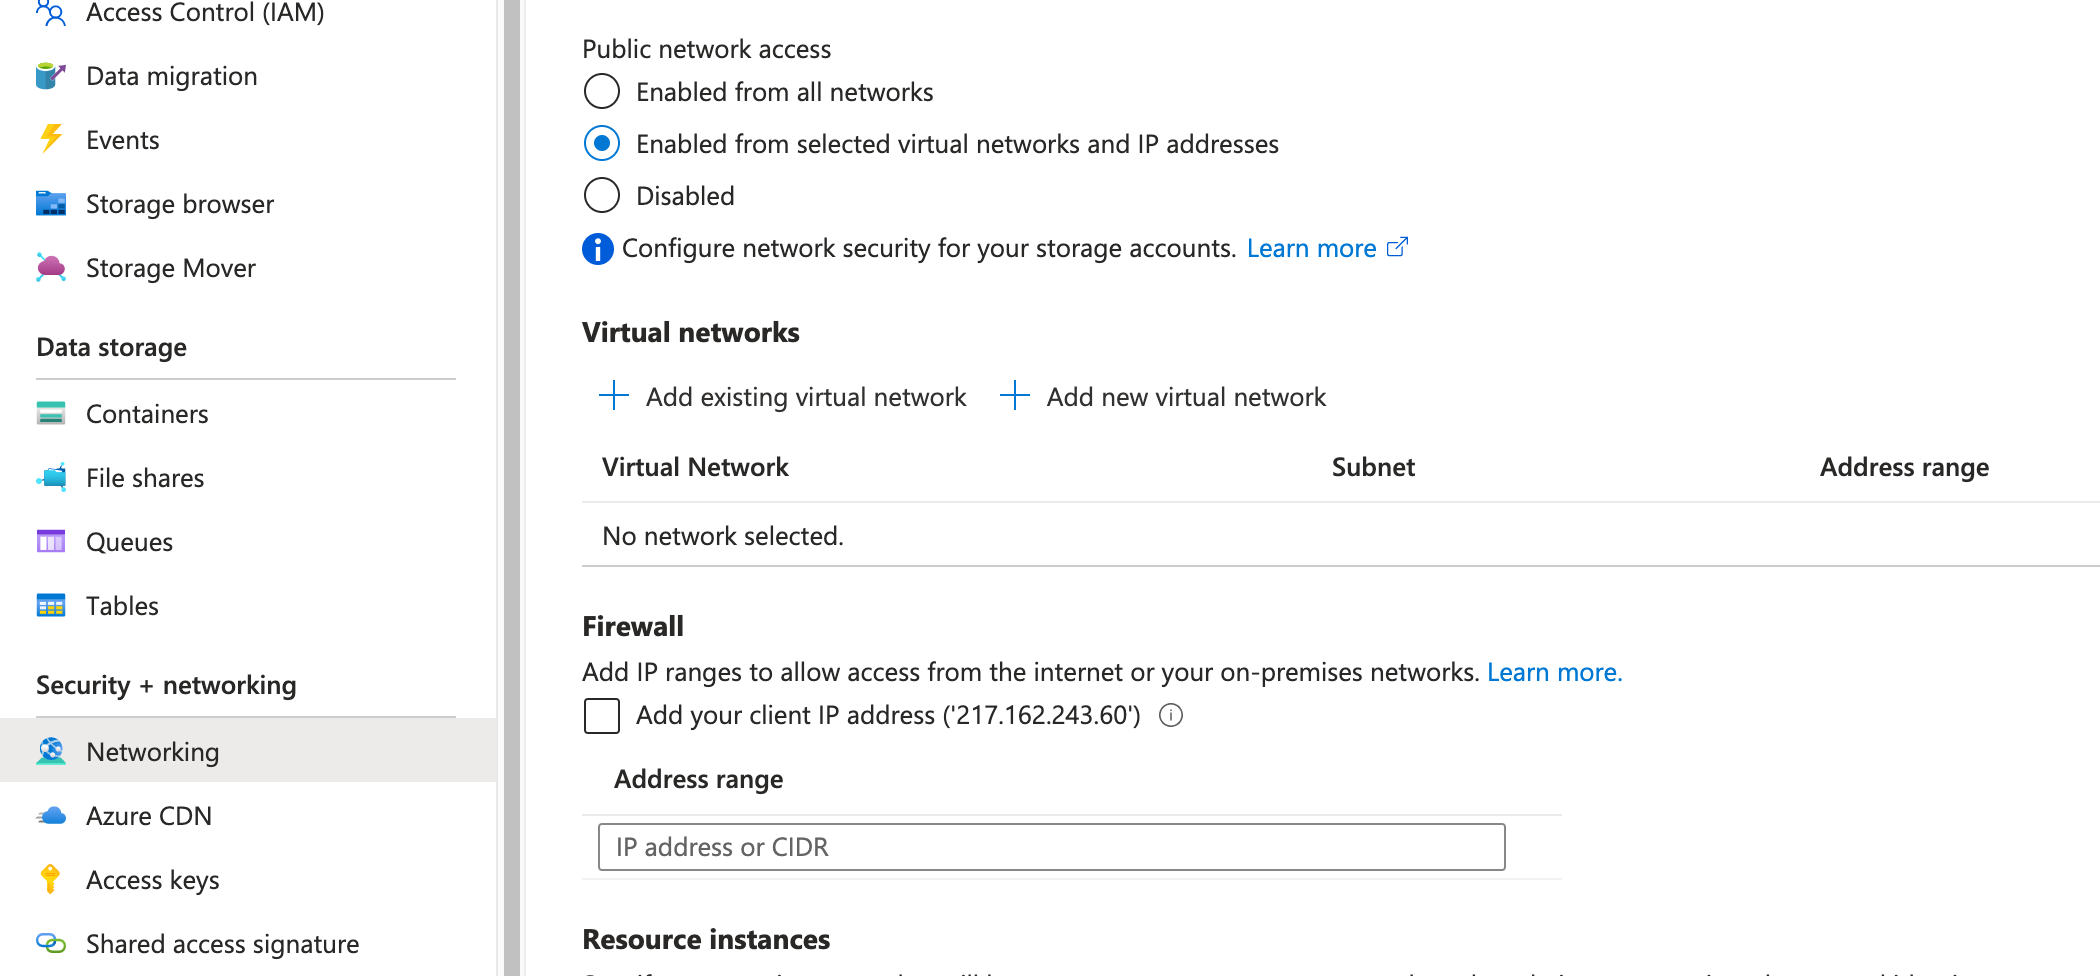 Access Control (IAM)
Data migration
Events
Storage browser
Storage Mover
Data storage
Containers
File shares
Queues
Tables
Security + networking
Networking
Azure CDN
Access keys
Shared access signature
Public network access
Enabled from all networks
Enabled from selected virtual networks and IP addresses
Disabled
Configure network security for your storage accounts. Learn more
Virtual networks
Add existing virtual network Add new virtual network
Virtual Network Subnet Address range
No network selected.
Firewall
Add IP ranges to allow access from the internet or your on-premises networks. Learn more.
Add your client IP address ('217.162.243.60')
Address range
IP address or CIDR
Resource instances